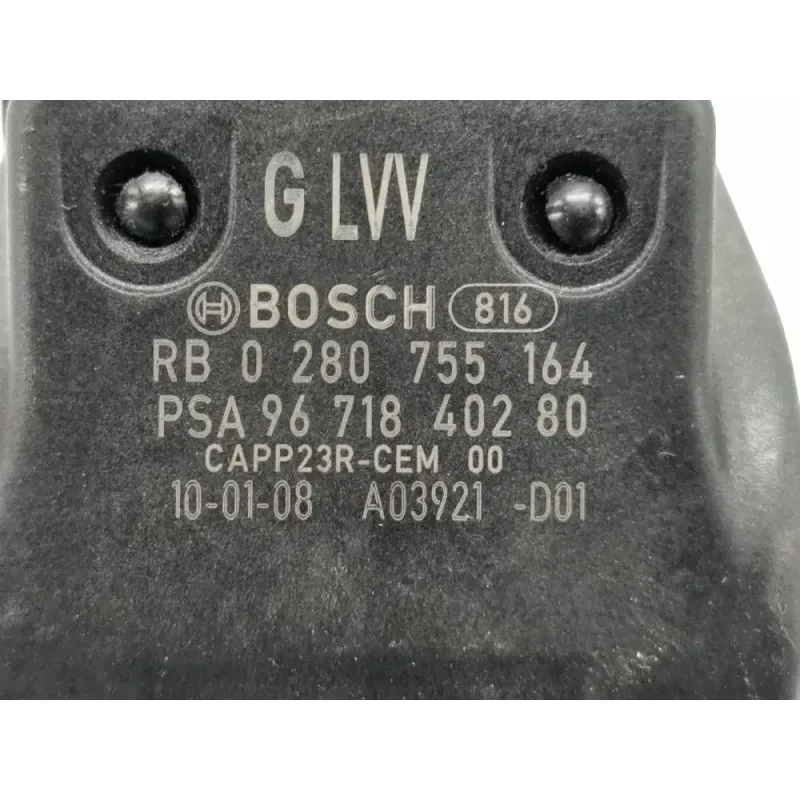 G LVV
BOSCH 816
RB 0 280 755 164
PSA 96 718 402 80
CAPP23R-CEM 00
10-01-08 A03921 -D01